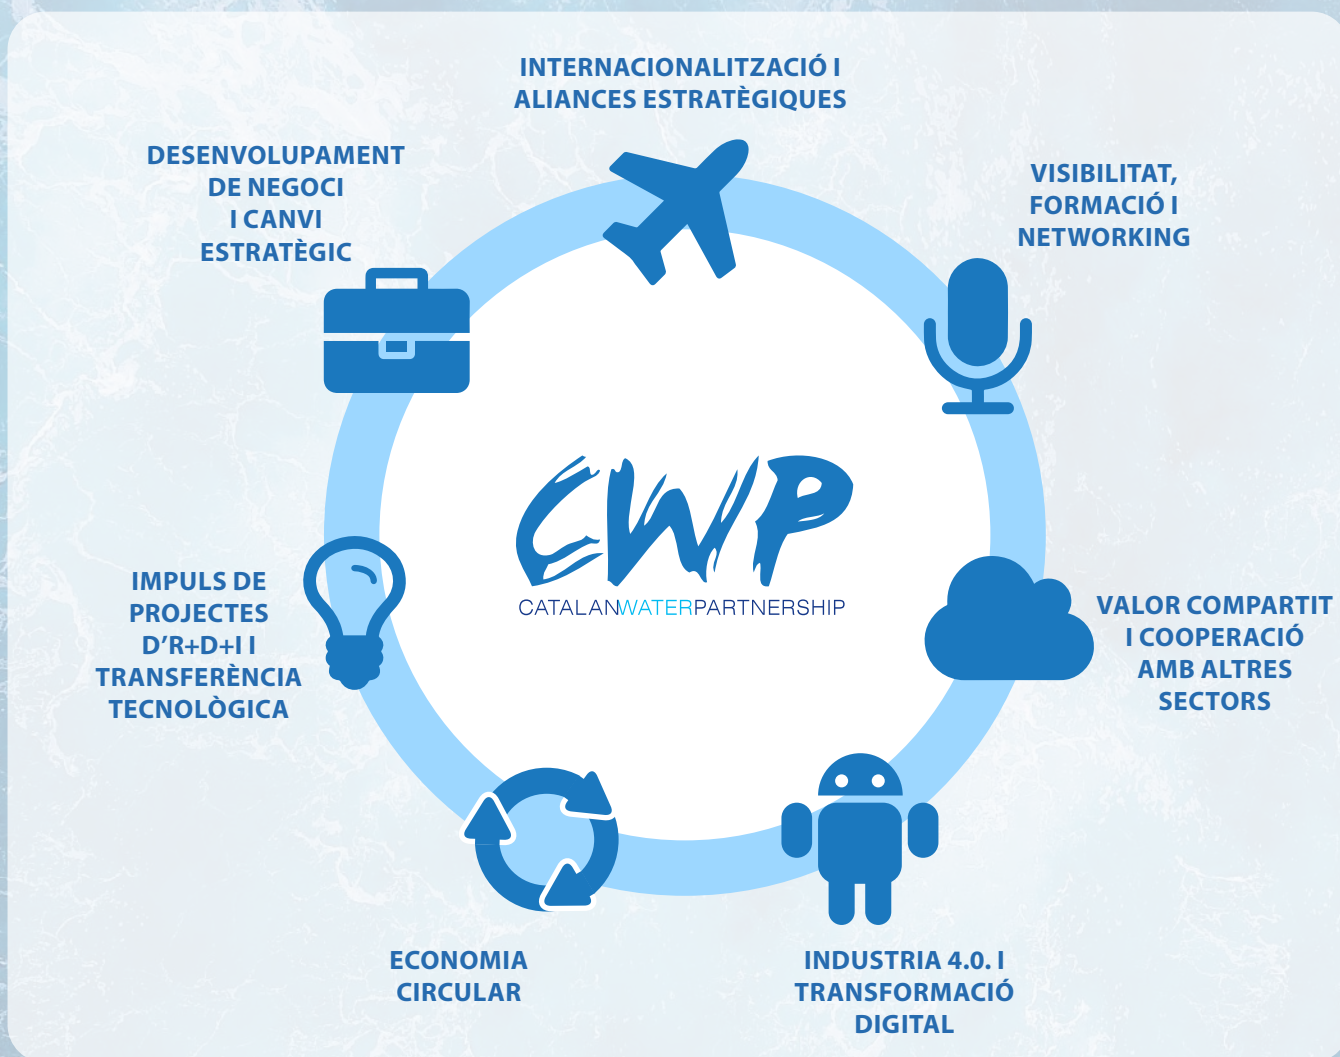 INTERNACIONALITZACIÓ I
ALIANCES ESTRATÈGIQUES
DESENVOLUPAMENT
DE NEGOCI
I CANVI
ESTRATÈGIC
VISIBILITAT,
FORMACIÓ I
NETWORKING
CWP
CATALANWATERPARTNERSHIP
IMPULS DE
PROJECTES
D'R+D+I I
TRANSFERÈNCIA
TECNOLÒGICA
VALOR COMPARTIT
I COOPERACIÓ
AMB ALTRES
SECTORS
ECONOMIA
CIRCULAR
INDUSTRIA 4.0. I
TRANSFORMACIÓ
DIGITAL